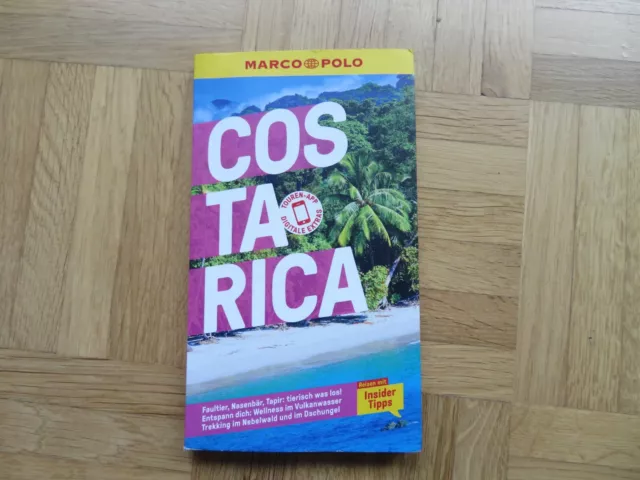 MARCO POLO
COS
TA
RICA
TOUREN-APP
DIGITALE EXTRAS
Faultier, Nasenbär, Tapir: tierisch was los!
Entspann dich: Wellness im Vulkanwasser
Trekking im Nebelwald und im Dschungel
Reisen mit
Insider
Tipps